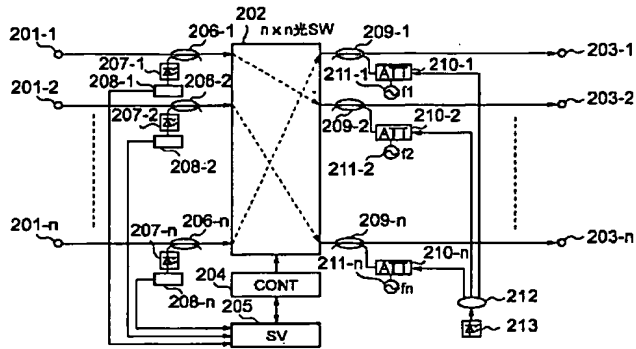 202 n×n光SW
201-1 206-1 209-1 203-1
207-1 208-1 206-2 211-1 ATT 210-1
f1
201-2 203-2
207-2 209-2 ATT 210-2
208-2 211-2 f2
201-n 206-n 209-n 203-n
207-n 211-n ATT 210-n
204 CONT fn
208-n 205 212
SV 213